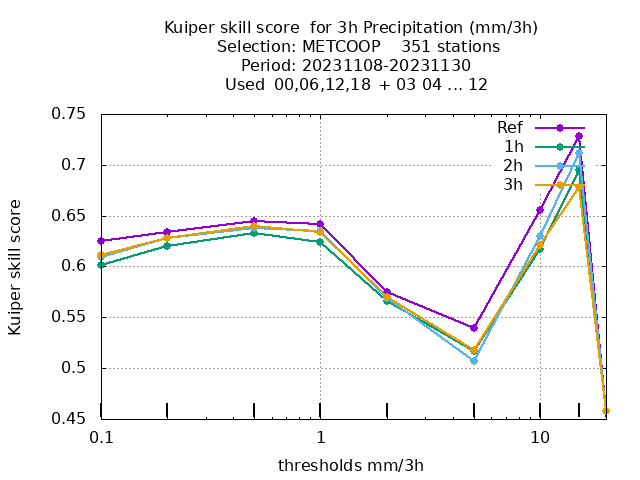 Kuiper skill score  for 3h Precipitation (mm/3h)
Selection: METCOOP    351 stations
Period: 20231108-20231130
Used  00,06,12,18 + 03 04 ... 12
Kuiper skill score
0.75
0.7
0.65
0.6
0.55
0.5
0.45
Ref
1h
2h
3h
0.1
1
10
thresholds mm/3h